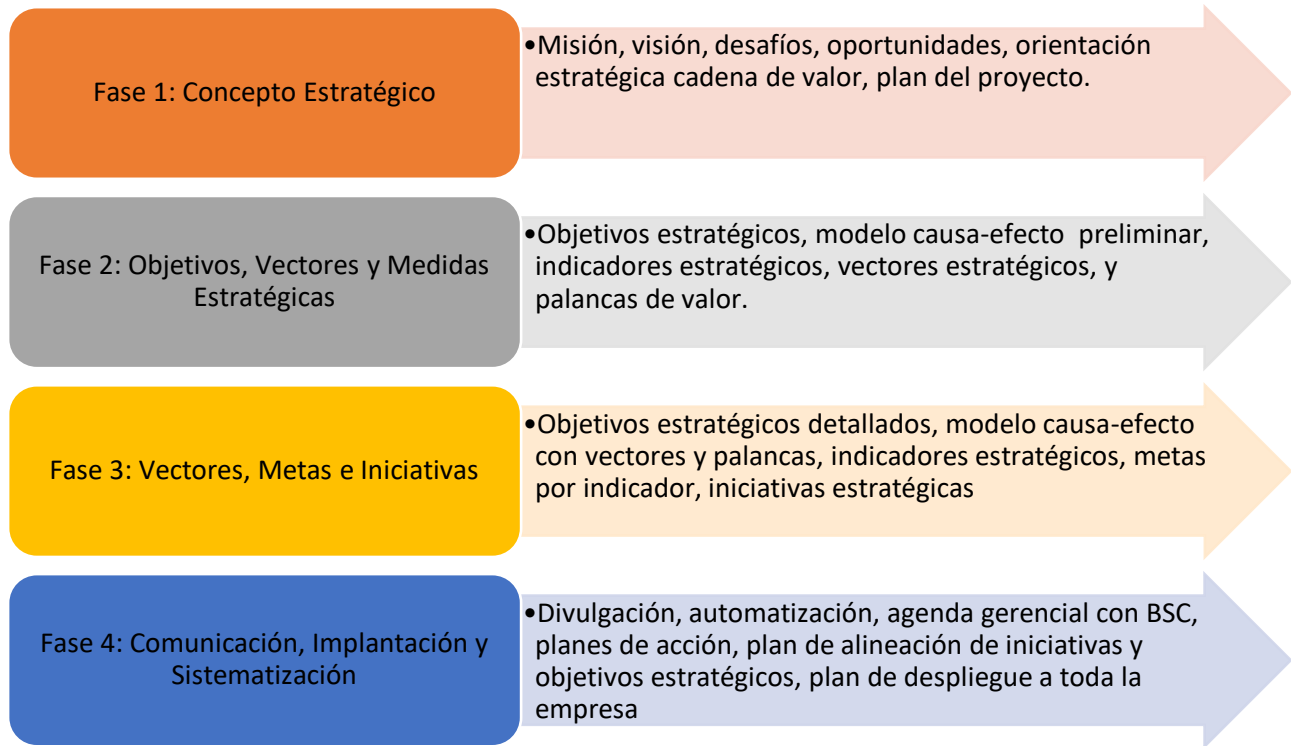 Fase 1: Concepto Estratégico
•Misión, visión, desafíos, oportunidades, orientación
estratégica cadena de valor, plan del proyecto.
Fase 2: Objetivos, Vectores y Medidas
Estratégicas
•Objetivos estratégicos, modelo causa-efecto  preliminar,
indicadores estratégicos, vectores estratégicos, y
palancas de valor.
Fase 3: Vectores, Metas e Iniciativas
•Objetivos estratégicos detallados, modelo causa-efecto
con vectores y palancas, indicadores estratégicos, metas
por indicador, iniciativas estratégicas
Fase 4: Comunicación, Implantación y
Sistematización
•Divulgación, automatización, agenda gerencial con BSC,
planes de acción, plan de alineación de iniciativas y
objetivos estratégicos, plan de despliegue a toda la
empresa